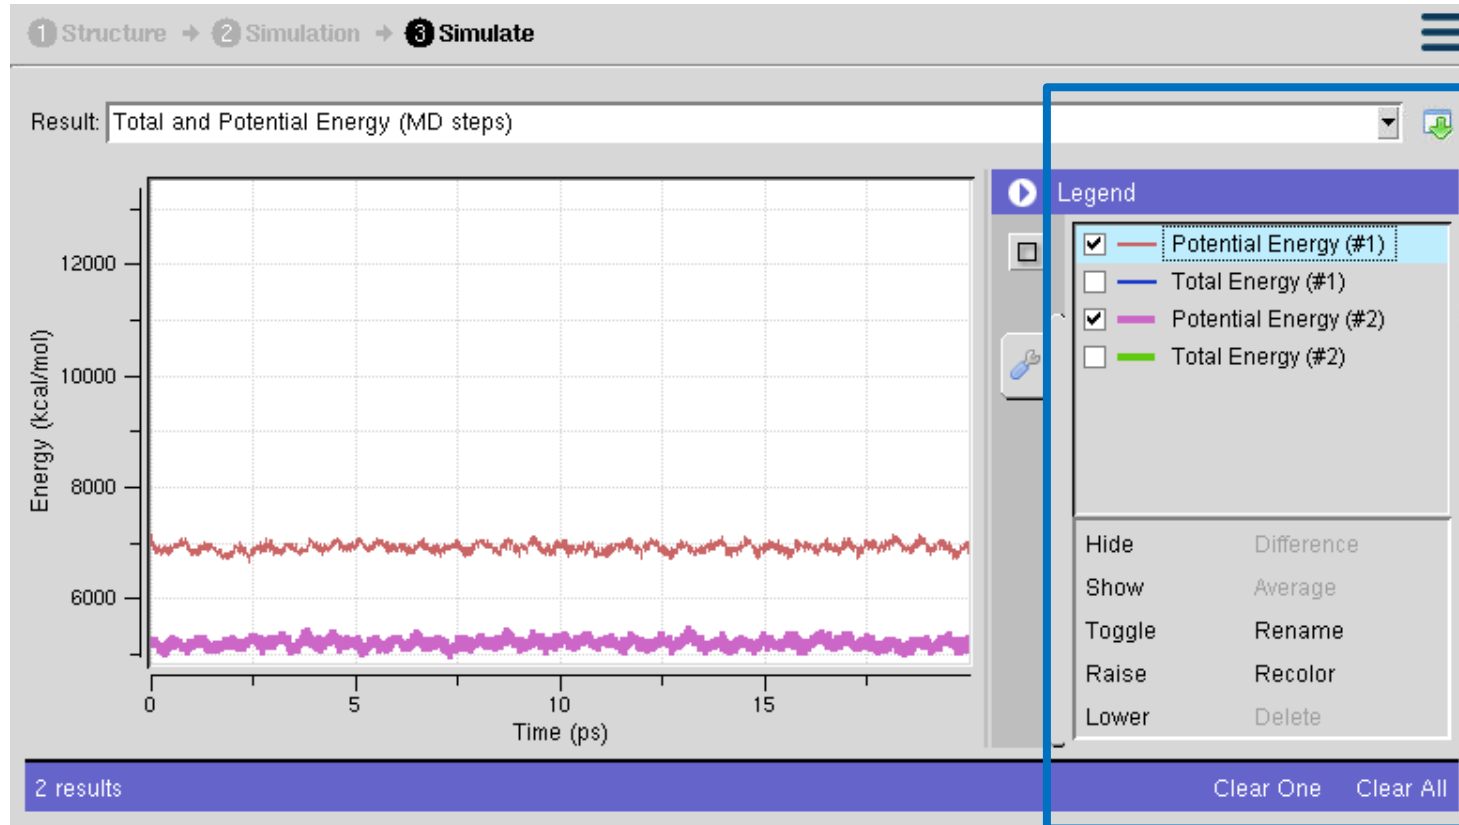 1 Structure → 2 Simulation → 3 Simulate
Result: Total and Potential Energy (MD steps)
Legend
Potential Energy (#1)
Total Energy (#1)
Potential Energy (#2)
Total Energy (#2)
Energy (kcal/mol)
12000
10000
8000
6000
0 5 10 15
Time (ps)
Hide Difference
Show Average
Toggle Rename
Raise Recolor
Lower Delete
2 results Clear One Clear All